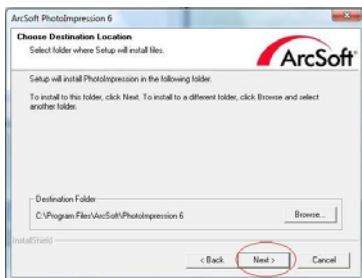 ArcSoft PhotoImpression 6
Choose Destination Location
Select folder where Setup will install files.
ArcSoft
Setup will install PhotoImpression in the following folder.
To install to this folder, click Next. To install to a different folder, click Browse and select
another folder.
Destination Folder
C:\Program Files\ArcSoft\PhotoImpression 6
Browse...
InstallShield
< Back
Next >
Cancel